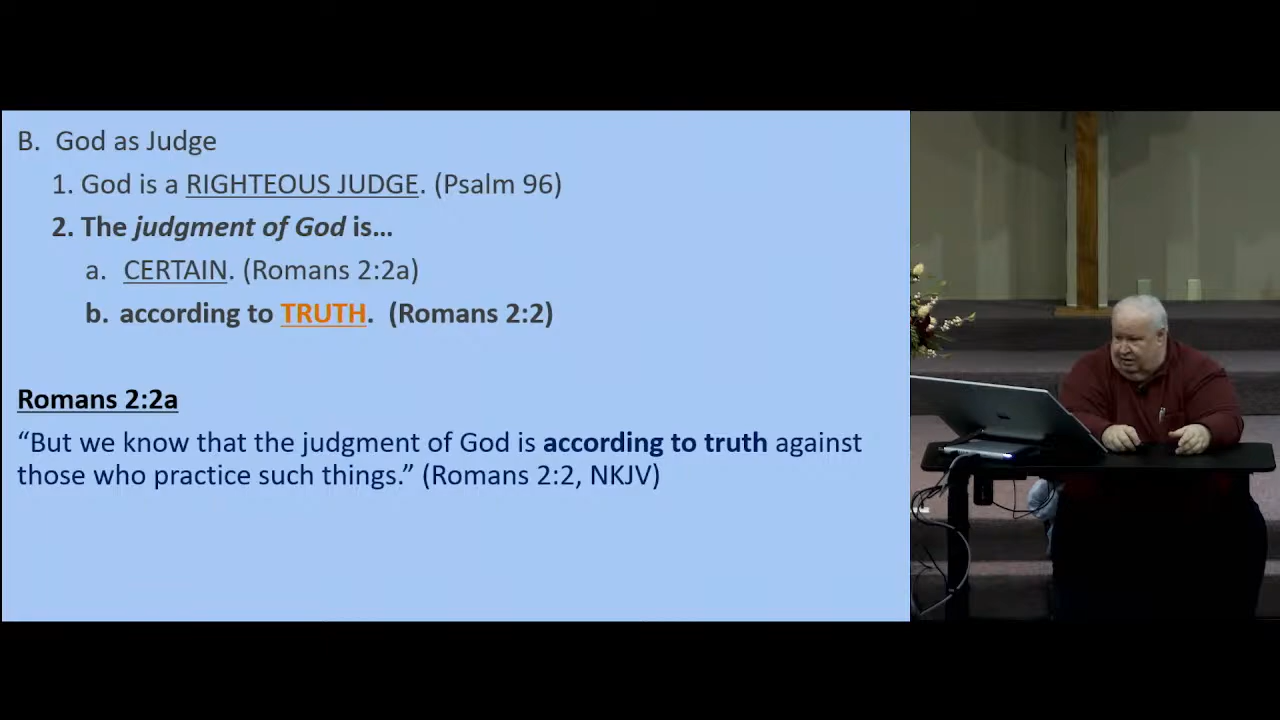 B. God as Judge
1. God is a RIGHTEOUS JUDGE. (Psalm 96)
2. The judgment of God is…
a. CERTAIN. (Romans 2:2a)
b. according to TRUTH. (Romans 2:2)
Romans 2:2a
“But we know that the judgment of God is according to truth against
those who practice such things.” (Romans 2:2, NKJV)